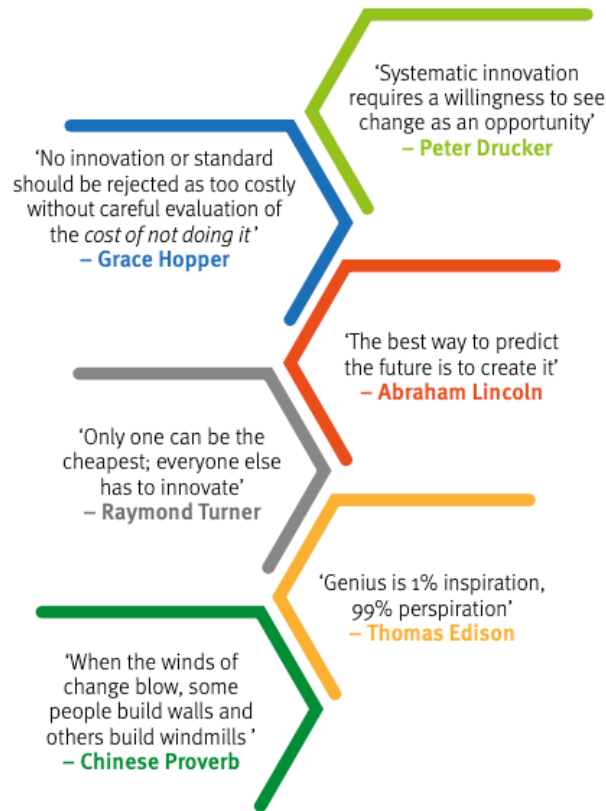 ‘Systematic innovation
requires a willingness to see
change as an opportunity’
– Peter Drucker
‘No innovation or standard
should be rejected as too costly
without careful evaluation of
the cost of not doing it’
– Grace Hopper
‘The best way to predict
the future is to create it’
– Abraham Lincoln
‘Only one can be the
cheapest; everyone else
has to innovate’
– Raymond Turner
‘Genius is 1% inspiration,
99% perspiration’
– Thomas Edison
‘When the winds of
change blow, some
people build walls and
others build windmills ’
– Chinese Proverb